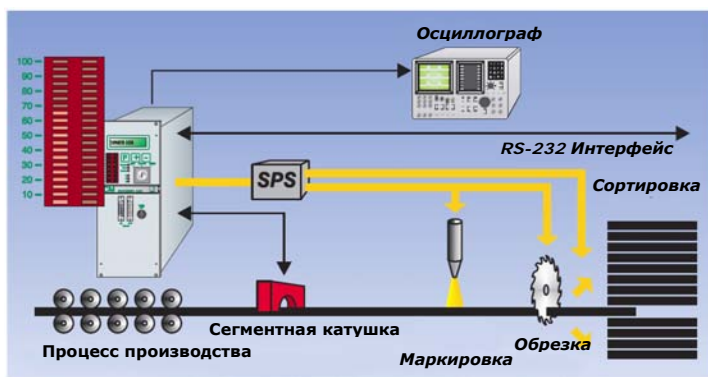 Осциллограф
100
90
80
70
60
50
40
30
20
10
RS-232 Интерфейс
SPS
Сортировка
Сегментная катушка
Процесс производства
Маркировка
Обрезка